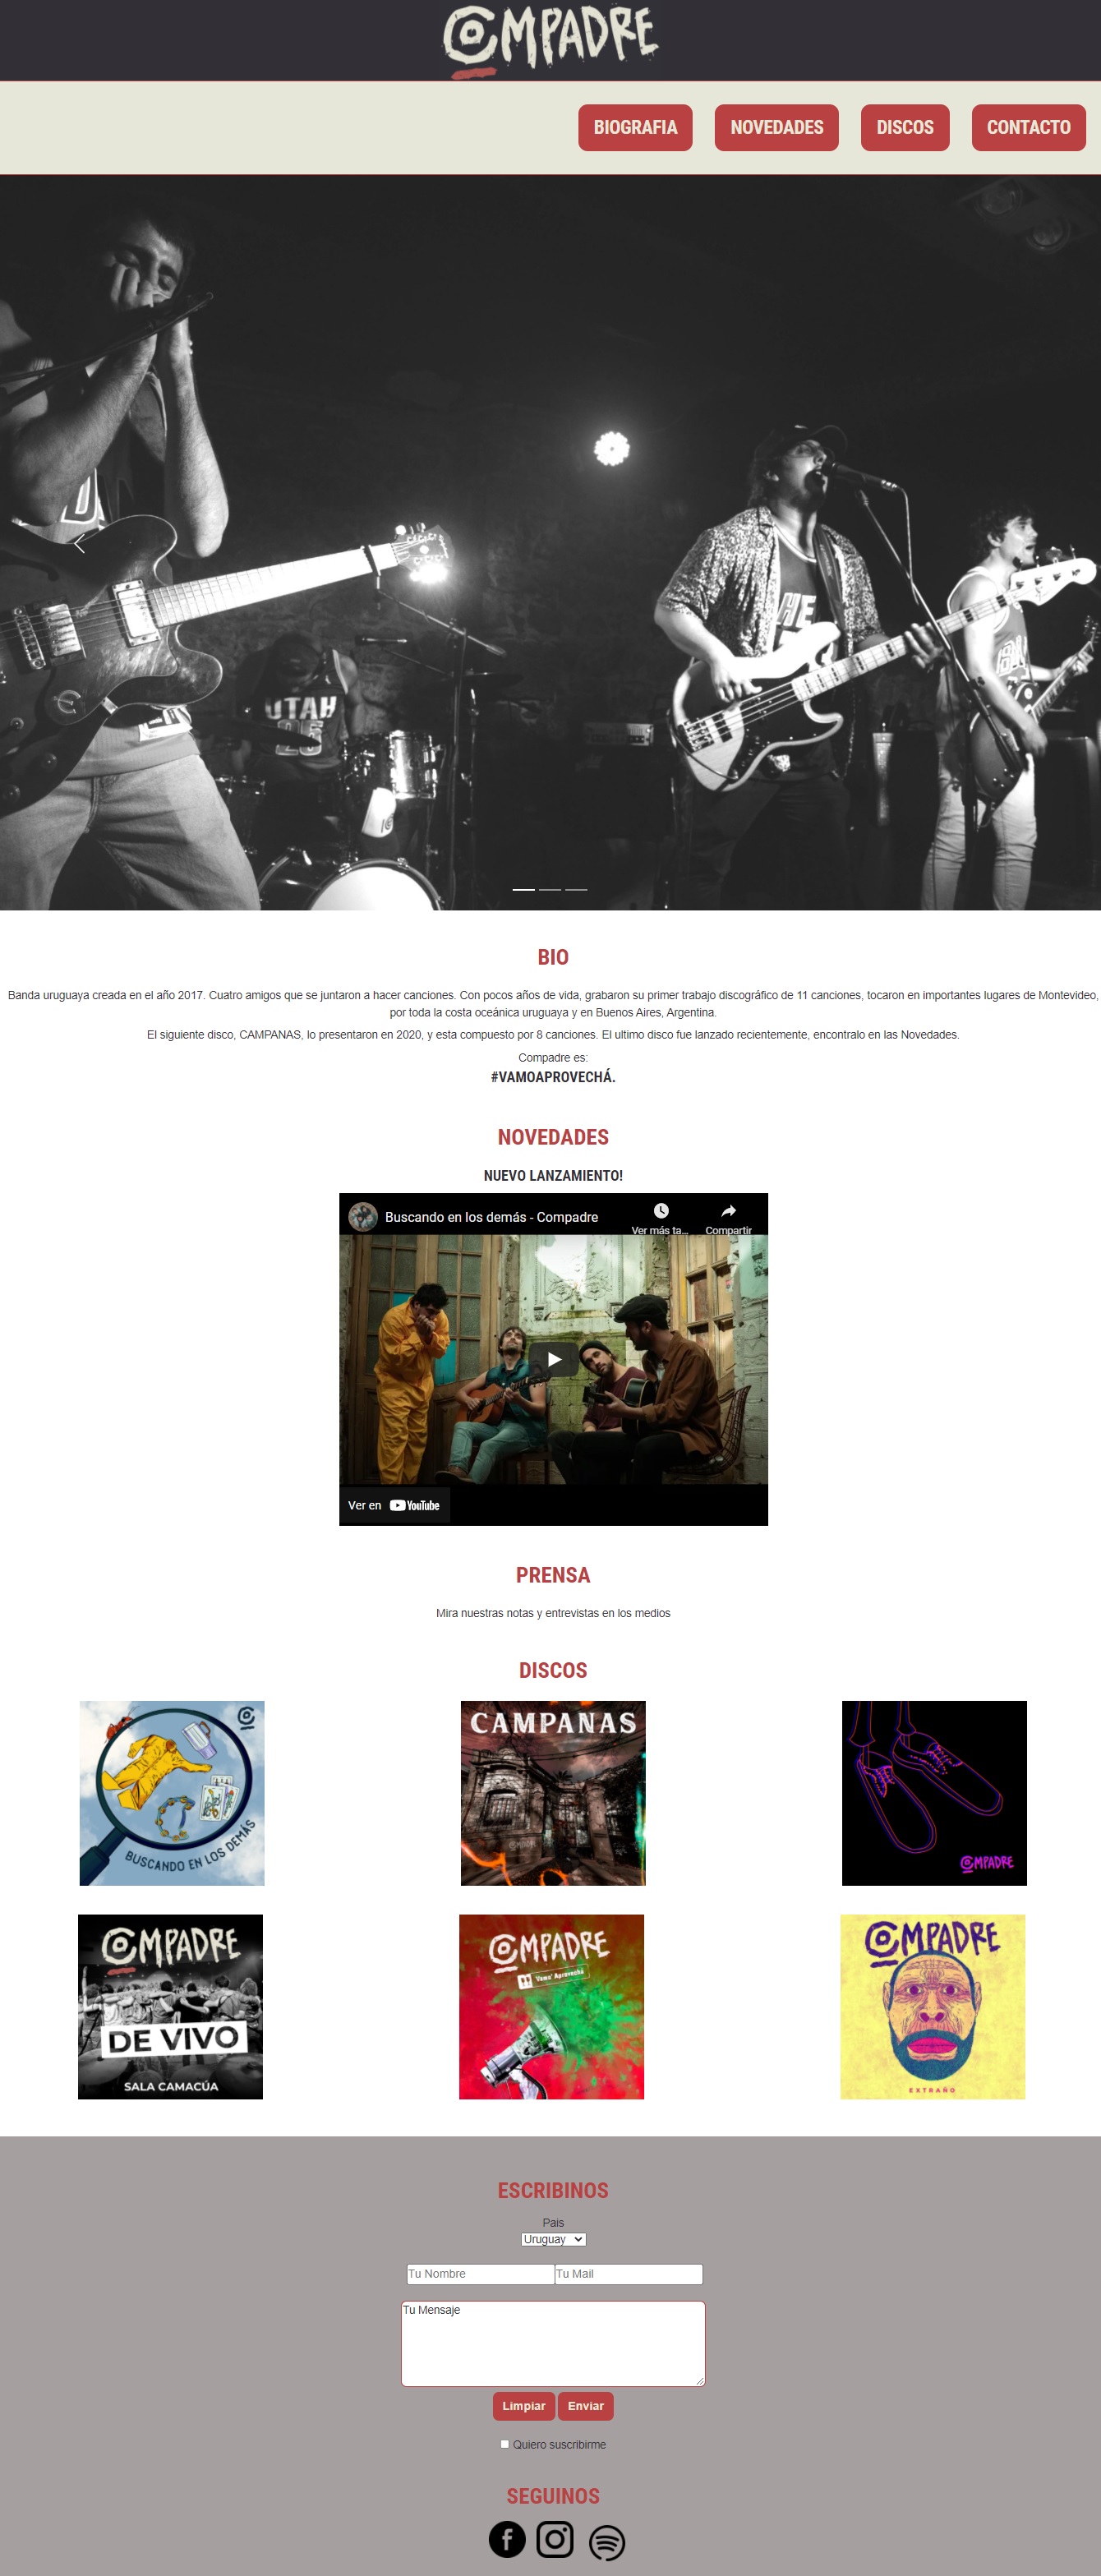 COMPADRE
BIOGRAFIA NOVEDADES DISCOS CONTACTO
THE
UTAH
25
BIO
Banda uruguaya creada en el año 2017. Cuatro amigos que se juntaron a hacer canciones. Con pocos años de vida, grabaron su primer trabajo discográfico de 11 canciones, tocaron en importantes lugares de Montevideo,
por toda la costa oceánica uruguaya y en Buenos Aires, Argentina.
El siguiente disco, CAMPANAS, lo presentaron en 2020, y esta compuesto por 8 canciones. El ultimo disco fue lanzado recientemente, encontralo en las Novedades.
Compadre es:
#VAMOAPROVECHÁ.
NOVEDADES
NUEVO LANZAMIENTO!
Buscando en los demás - Compadre
Ver más ta... Compartir
Ver en YouTube
PRENSA
Mira nuestras notas y entrevistas en los medios
DISCOS
BUSCANDO EN LOS DEMÁS
CAMPANAS
COMPADRE
COMPADRE
DE VIVO
SALA CAMACÚA
COMPADRE
11 Vamo' Aprovechá
COMPADRE
EXTRAÑO
ESCRIBINOS
Pais
Uruguay
Tu Nombre Tu Mail
Tu Mensaje
Limpiar Enviar
Quiero suscribirme
SEGUINOS